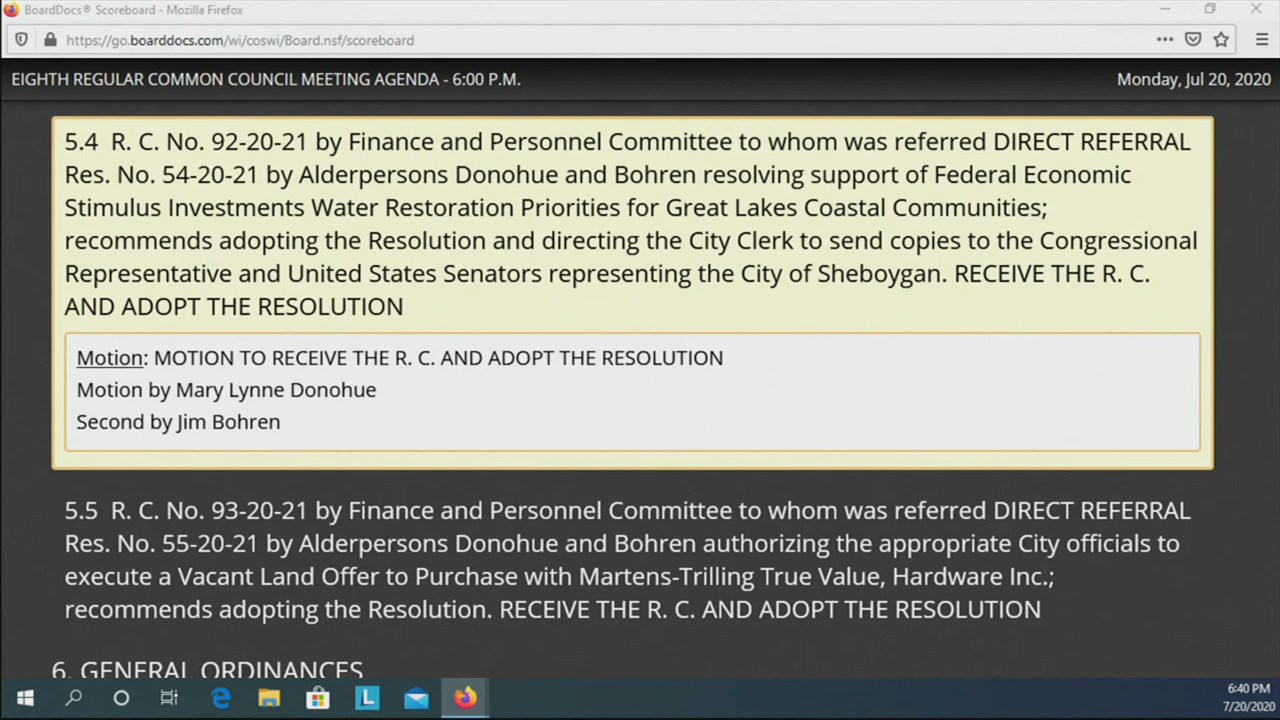 BoardDocs® Scoreboard - Mozilla Firefox
https://go.boarddocs.com/wi/coswi/Board.nsf/scoreboard
EIGHTH REGULAR COMMON COUNCIL MEETING AGENDA - 6:00 P.M. Monday, Jul 20, 2020
5.4 R. C. No. 92-20-21 by Finance and Personnel Committee to whom was referred DIRECT REFERRAL
Res. No. 54-20-21 by Alderpersons Donohue and Bohren resolving support of Federal Economic
Stimulus Investments Water Restoration Priorities for Great Lakes Coastal Communities;
recommends adopting the Resolution and directing the City Clerk to send copies to the Congressional
Representative and United States Senators representing the City of Sheboygan. RECEIVE THE R. C.
AND ADOPT THE RESOLUTION
Motion: MOTION TO RECEIVE THE R. C. AND ADOPT THE RESOLUTION
Motion by Mary Lynne Donohue
Second by Jim Bohren
5.5 R. C. No. 93-20-21 by Finance and Personnel Committee to whom was referred DIRECT REFERRAL
Res. No. 55-20-21 by Alderpersons Donohue and Bohren authorizing the appropriate City officials to
execute a Vacant Land Offer to Purchase with Martens-Trilling True Value, Hardware Inc.;
recommends adopting the Resolution. RECEIVE THE R. C. AND ADOPT THE RESOLUTION
6. GENERAL ORDINANCES
L
6:40 PM
7/20/2020